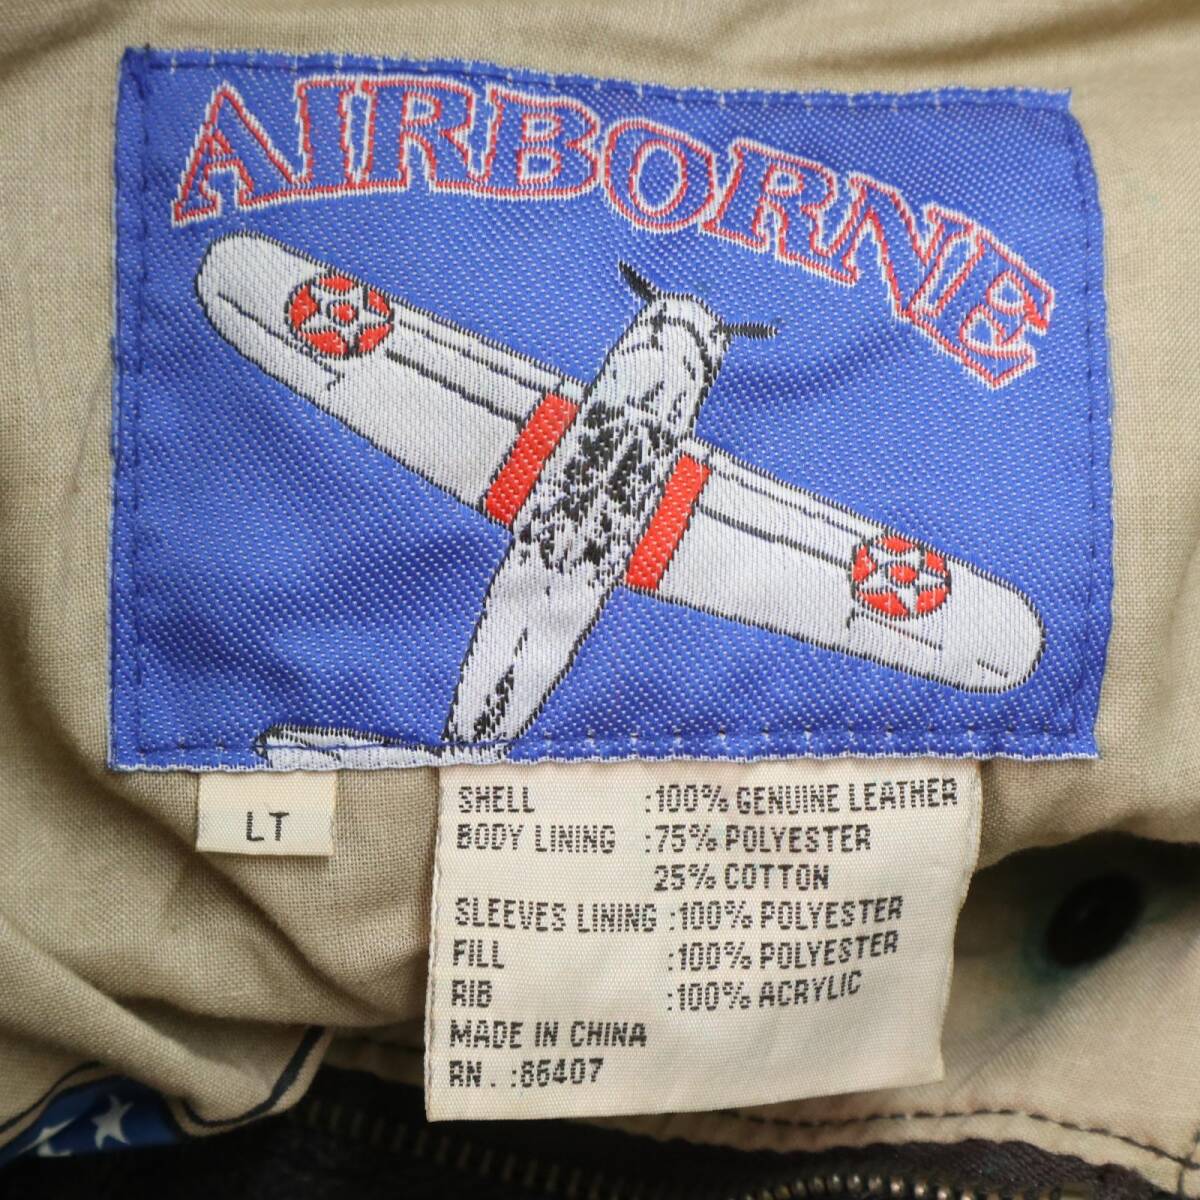 AIRBORNE
LT
SHELL :100% GENUINE LEATHER
BODY LINING :75% POLYESTER
25% COTTON
SLEEVES LINING :100% POLYESTER
FILL :100% POLYESTER
RIB :100% ACRYLIC
MADE IN CHINA
RN. :86407